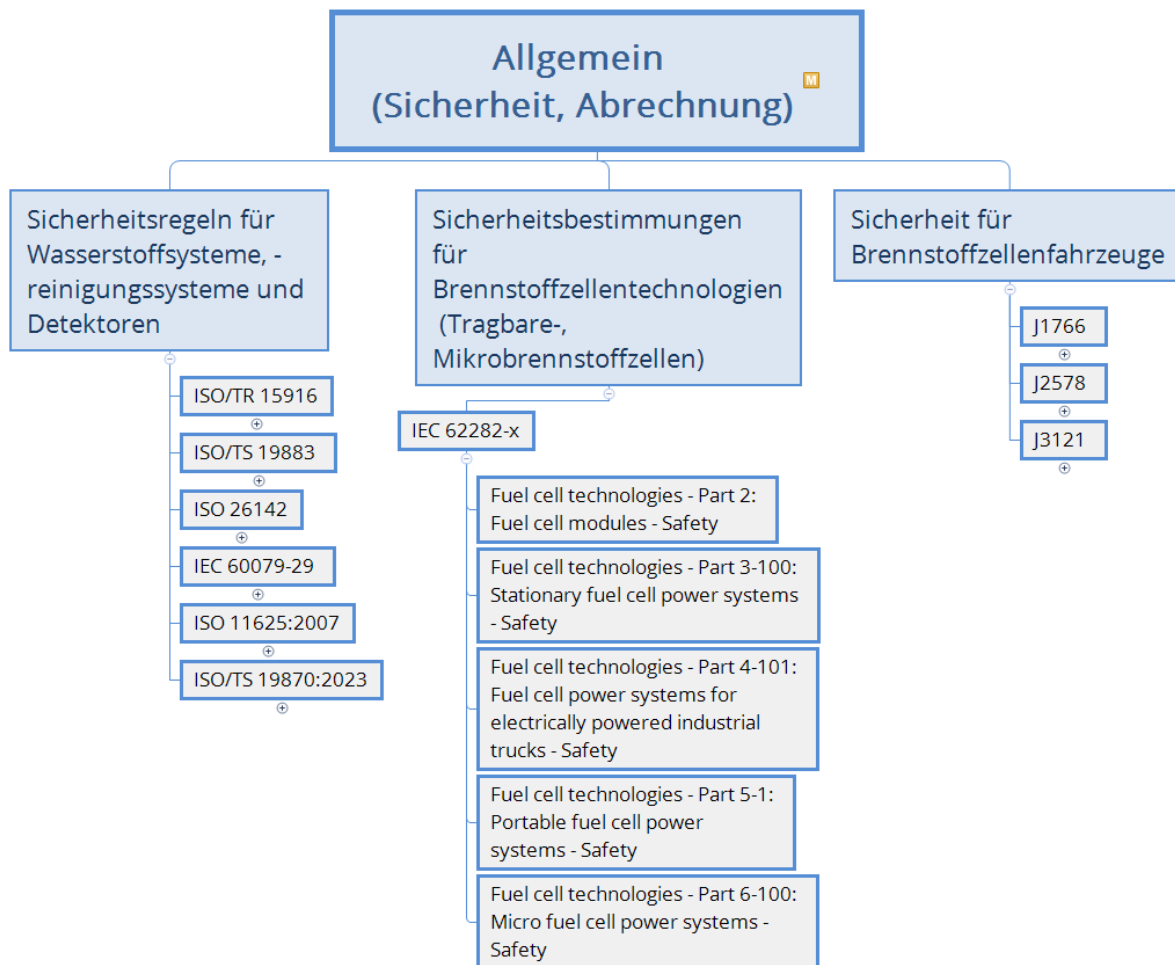 Allgemein
(Sicherheit, Abrechnung)
M
Sicherheitsregeln für
Wasserstoffsysteme, -
reinigungssysteme und
Detektoren
ISO/TR 15916
ISO/TS 19883
ISO 26142
IEC 60079-29
ISO 11625:2007
ISO/TS 19870:2023
Sicherheitsbestimmungen
für
Brennstoffzellentechnologien
(Tragbare-,
Mikrobrennstoffzellen)
IEC 62282-x
Fuel cell technologies - Part 2:
Fuel cell modules - Safety
Fuel cell technologies - Part 3-100:
Stationary fuel cell power systems
- Safety
Fuel cell technologies - Part 4-101:
Fuel cell power systems for
electrically powered industrial
trucks - Safety
Fuel cell technologies - Part 5-1:
Portable fuel cell power
systems - Safety
Fuel cell technologies - Part 6-100:
Micro fuel cell power systems -
Safety
Sicherheit für
Brennstoffzellenfahrzeuge
J1766
J2578
J3121